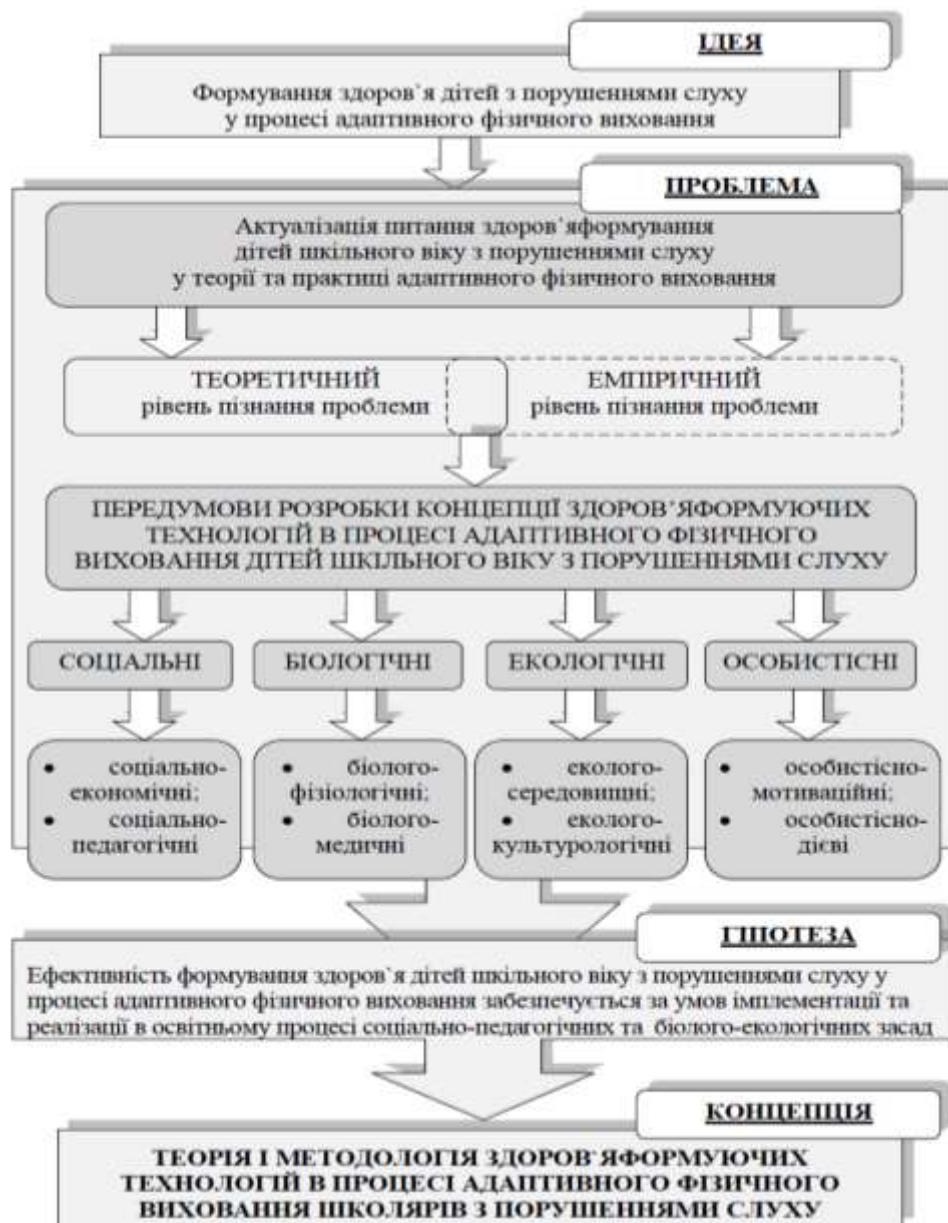 ІДЕЯ
Формування здоров`я дітей з порушеннями слуху
у процесі адаптивного фізичного виховання
ПРОБЛЕМА
Актуалізація питання здоров`яформування
дітей шкільного віку з порушеннями слуху
у теорії та практиці адаптивного фізичного виховання
ТЕОРЕТИЧНИЙ
рівень пізнання проблеми
ЕМПІРИЧНИЙ
рівень пізнання проблеми
ПЕРЕДУМОВИ РОЗРОБКИ КОНЦЕПЦІЇ ЗДОРОВ`ЯФОРМУЮЧИХ
ТЕХНОЛОГІЙ В ПРОЦЕСІ АДАПТИВНОГО ФІЗИЧНОГО
ВИХОВАННЯ ДІТЕЙ ШКІЛЬНОГО ВІКУ З ПОРУШЕННЯМИ СЛУХУ
СОЦІАЛЬНІ
БІОЛОГІЧНІ
ЕКОЛОГІЧНІ
ОСОБИСТІСНІ
• соціально-
економічні;
• соціально-
педагогічні
• біолого-
фізіологічні;
• біолого-
медичні
• еколого-
середовищні;
• еколого-
культурологічні
• особистісно-
мотиваційні;
• особистісно-
дієві
ГІПОТЕЗА
Ефективність формування здоров`я дітей шкільного віку з порушеннями слуху у
процесі адаптивного фізичного виховання забезпечується за умов імплементації та
реалізації в освітньому процесі соціально-педагогічних та біолого-екологічних засад
КОНЦЕПЦІЯ
ТЕОРІЯ І МЕТОДОЛОГІЯ ЗДОРОВ`ЯФОРМУЮЧИХ
ТЕХНОЛОГІЙ В ПРОЦЕСІ АДАПТИВНОГО ФІЗИЧНОГО
ВИХОВАННЯ ШКОЛЯРІВ З ПОРУШЕННЯМИ СЛУХУ